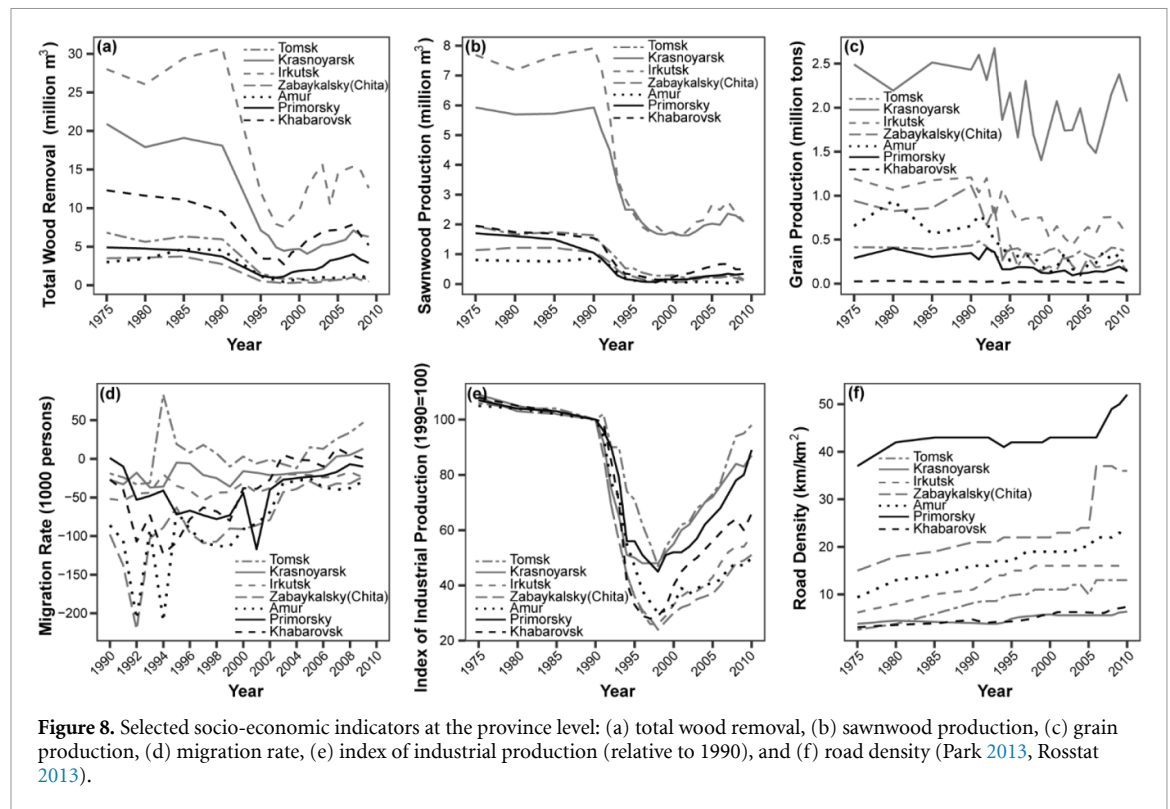 (a)
Tomsk
Krasnoyarsk
Irkutsk
Zabaykalsky(Chita)
Amur
Primorsky
Khabarovsk
Total Wood Removal (million m³)
30
25
20
15
10
5
0
1975
1980
1985
1990
1995
2000
2005
2010
Year
(b)
Tomsk
Krasnoyarsk
Irkutsk
Zabaykalsky(Chita)
Amur
Primorsky
Khabarovsk
Sawnwood Production (million m³)
8
7
6
5
4
3
2
1
0
1975
1980
1985
1990
1995
2000
2005
2010
Year
(c)
Tomsk
Krasnoyarsk
Irkutsk
Zabaykalsky(Chita)
Amur
Primorsky
Khabarovsk
Grain Production (million tons)
2.5
2.0
1.5
1.0
0.5
0.0
1975
1980
1985
1990
1995
2000
2005
2010
Year
(d)
Tomsk
Krasnoyarsk
Irkutsk
Zabaykalsky(Chita)
Amur
Primorsky
Khabarovsk
Migration Rate (1000 persons)
50
0
−50
−100
−150
−200
1990
1992
1994
1996
1998
2000
2002
2004
2006
2008
2010
Year
(e)
Tomsk
Krasnoyarsk
Irkutsk
Zabaykalsky(Chita)
Amur
Primorsky
Khabarovsk
Index of Industrial Production (1990=100)
100
80
60
40
20
1975
1980
1985
1990
1995
2000
2005
2010
Year
(f)
Tomsk
Krasnoyarsk
Irkutsk
Zabaykalsky(Chita)
Amur
Primorsky
Khabarovsk
Road Density (km/km²)
50
40
30
20
10
1975
1980
1985
1990
1995
2000
2005
2010
Year
Figure 8. Selected socio-economic indicators at the province level: (a) total wood removal, (b) sawnwood production, (c) grain
production, (d) migration rate, (e) index of industrial production (relative to 1990), and (f) road density (Park 2013, Rosstat
2013).